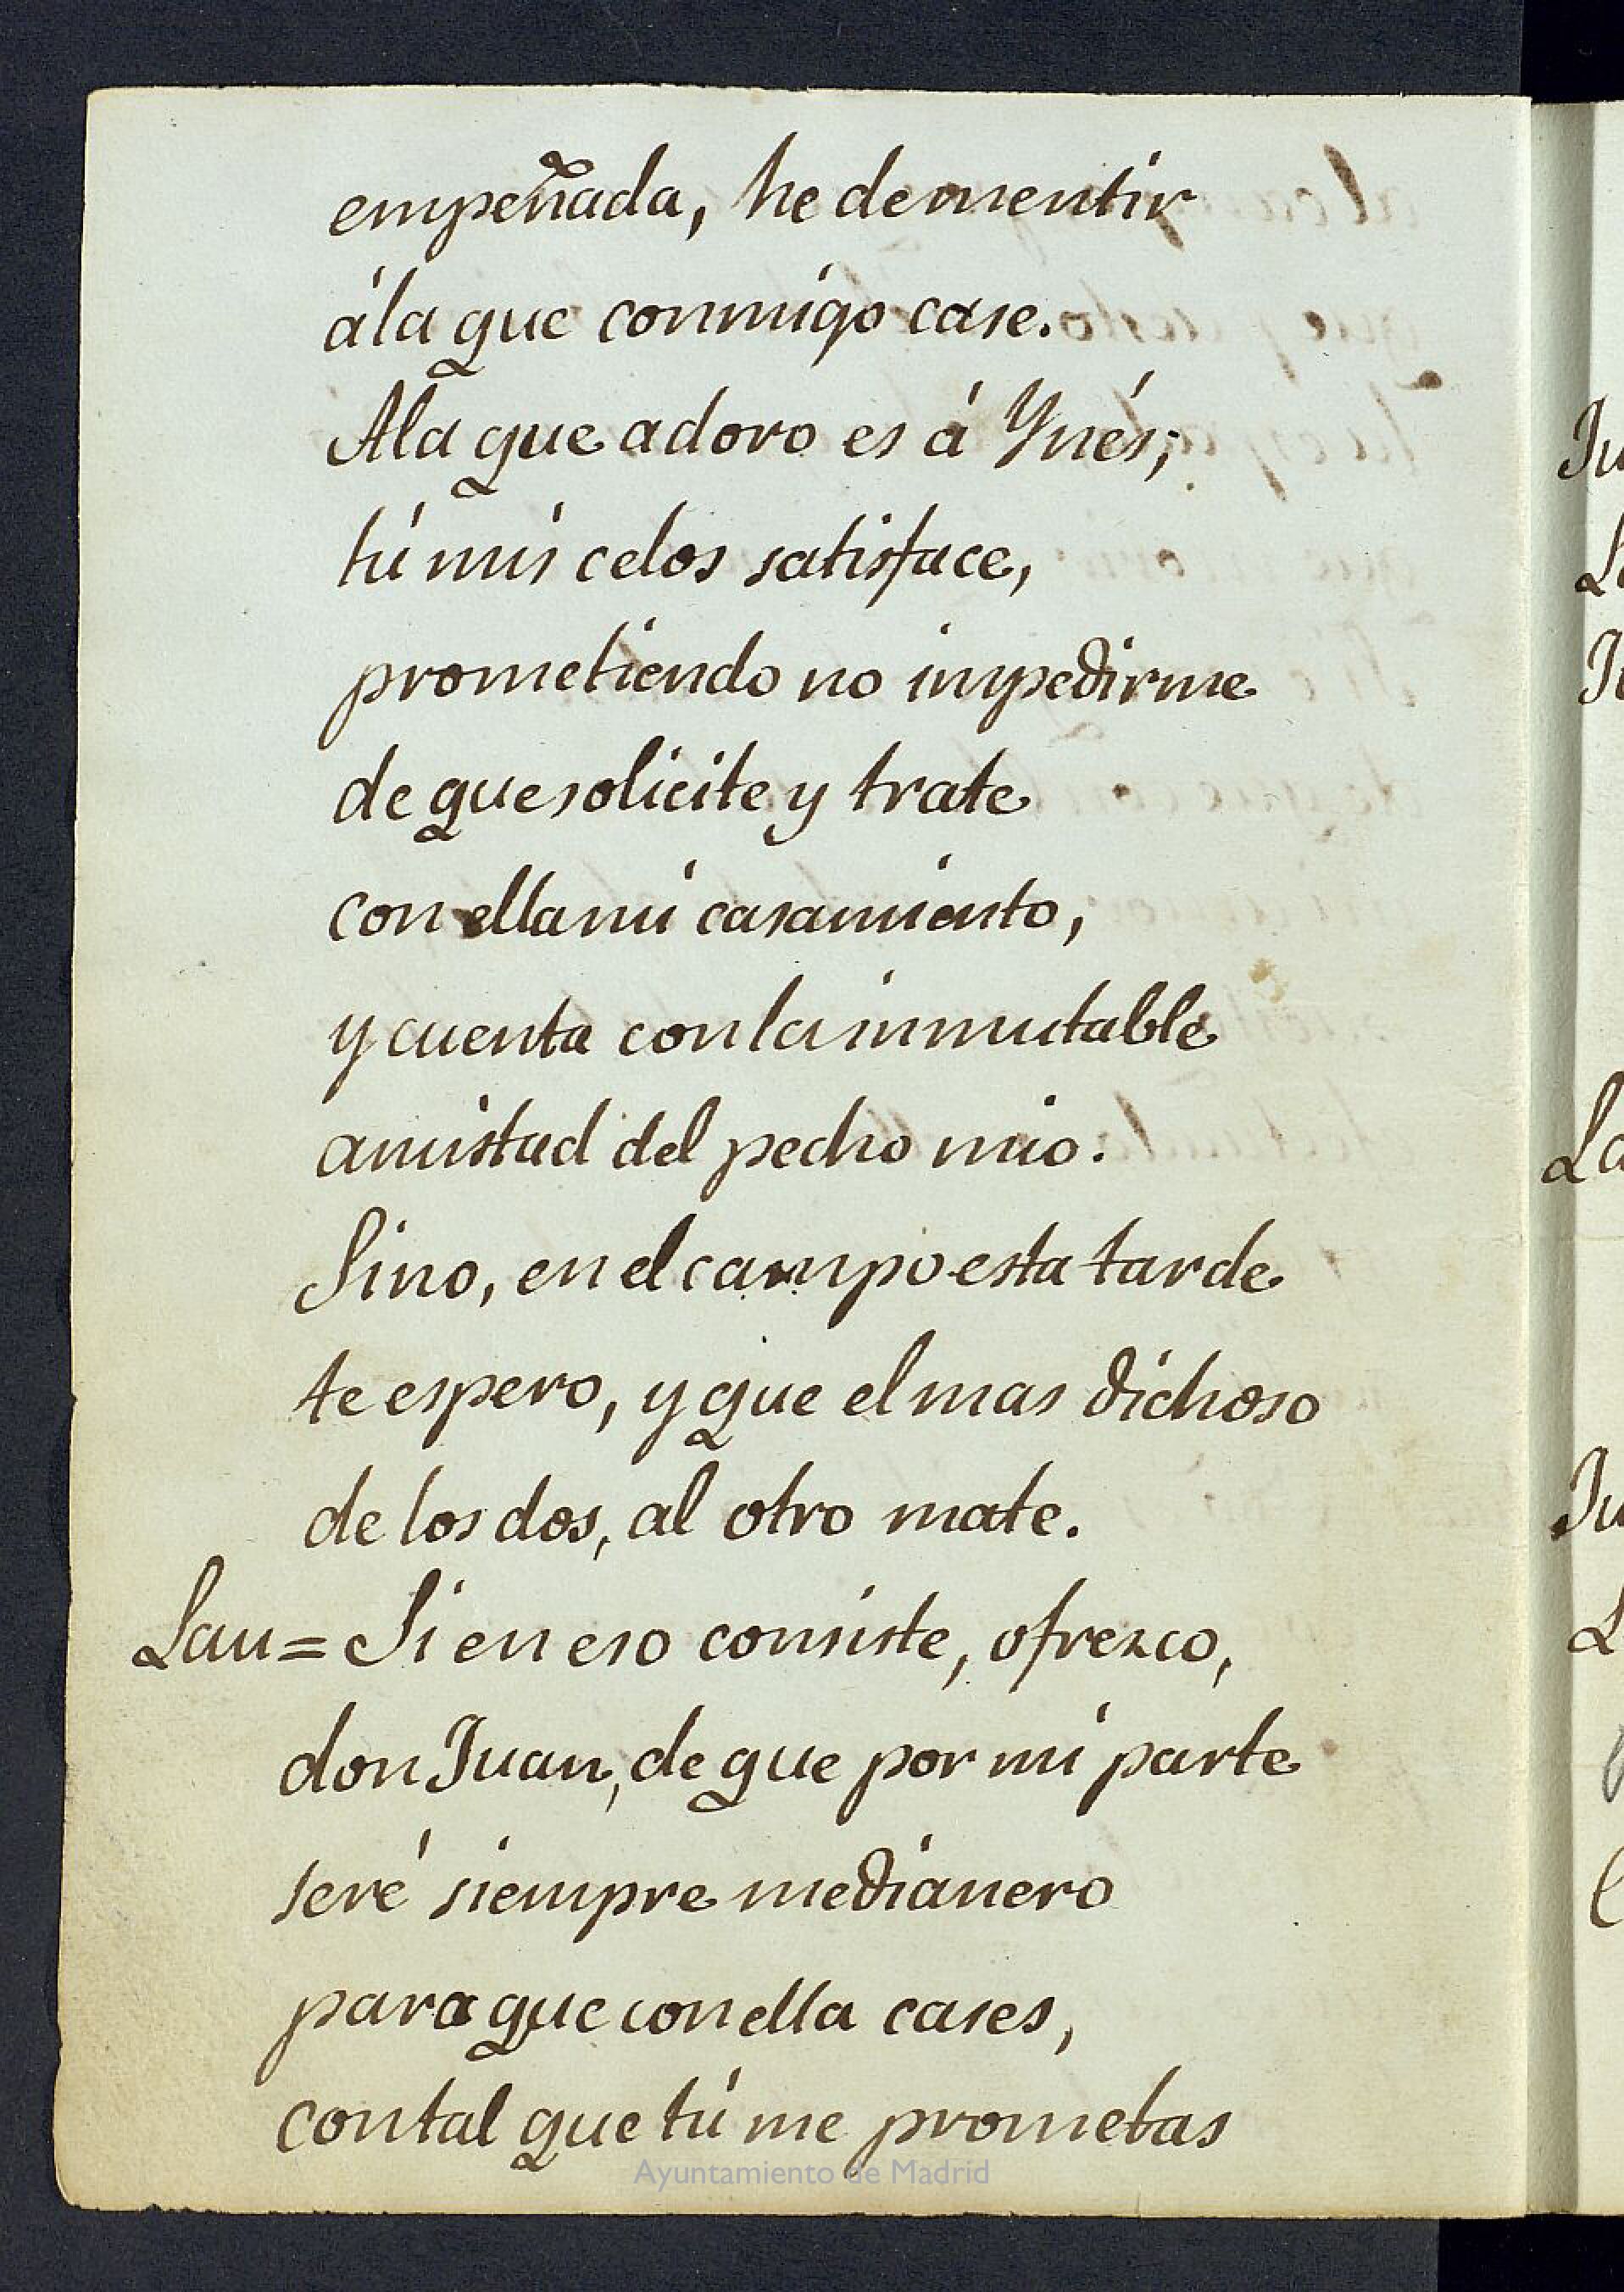 empeñada, he de mentir
á la que conmigo case.
A la que adoro es á Ynés;
tú mis celos satisface,
prometiendo no impedirme
de que solicite y trate
con ella mi casamiento,
y cuenta con la inmutable
amistad del pecho mio.
Sino, en el campo esta tarde
te espero, y que el mas dichoso
de los dos, al otro mate.
Lau = Si en eso consiste, ofrezco,
don Juan, de que por mi parte
seré siempre medianero
para que con ella cases,
con tal que tú me prometas
Ayuntamiento de Madrid